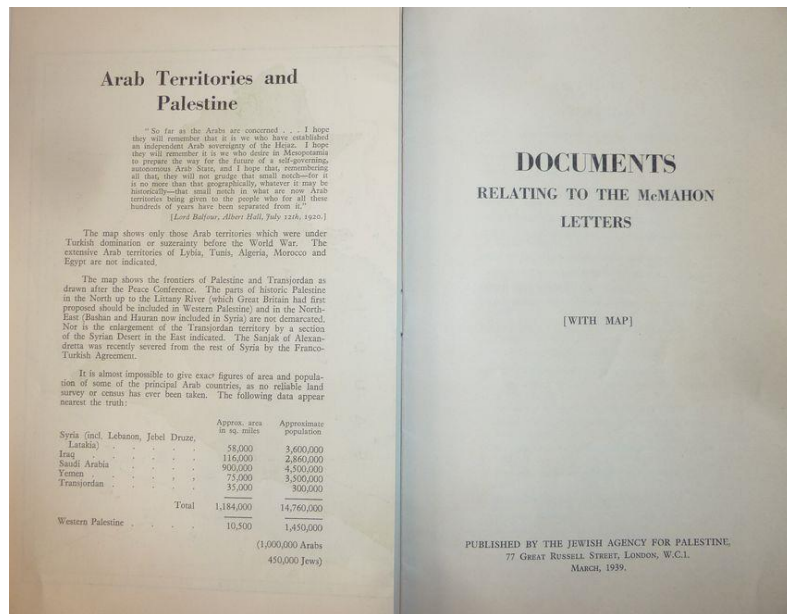 Arab Territories and
Palestine
" So far as the Arabs are concerned . . . I hope
they will remember that it is we who have established
an independent Arab sovereignty of the Hejaz. I hope
they will remember it is we who desire in Mesopotamia
to prepare the way for the future of a self-governing,
autonomous Arab State, and I hope that, remembering
all that, they will not grudge that small notch—for it
is no more than that geographically, whatever it may be
historically—that small notch in what are now Arab
territories being given to the people who for all these
hundreds of years have been separated from it."
[Lord Balfour, Albert Hall, July 12th, 1920.]
The map shows only those Arab territories which were under
Turkish domination or suzerainty before the World War. The
extensive Arab territories of Lybia, Tunis, Algeria, Morocco and
Egypt are not indicated.
The map shows the frontiers of Palestine and Transjordan as
drawn after the Peace Conference. The parts of historic Palestine
in the North up to the Littany River (which Great Britain had first
proposed should be included in Western Palestine) and in the North-
East (Bashan and Hauran now included in Syria) are not demarcated.
Nor is the enlargement of the Transjordan territory by a section
of the Syrian Desert in the East indicated. The Sanjak of Alexan-
dretta was recently severed from the rest of Syria by the Franco-
Turkish Agreement.
It is almost impossible to give exact figures of area and popula-
tion of some of the principal Arab countries, as no reliable land
survey or census has ever been taken. The following data appear
nearest the truth:
Approx. area Approximate
in sq. miles population
Syria (incl. Lebanon, Jebel Druze,
Latakia) . . . . . 58,000 3,600,000
Iraq . . . . . . 116,000 2,860,000
Saudi Arabia . . . . 900,000 4,500,000
Yemen . . . . , , 75,000 3,500,000
Transjordan . . . . 35,000 300,000
Total 1,184,000 14,760,000
Western Palestine . . . . 10,500 1,450,000
(1,000,000 Arabs
450,000 Jews)
DOCUMENTS
RELATING TO THE McMAHON
LETTERS
[WITH MAP]
PUBLISHED BY THE JEWISH AGENCY FOR PALESTINE,
77 GREAT RUSSELL STREET, LONDON, W.C.1.
MARCH, 1939.